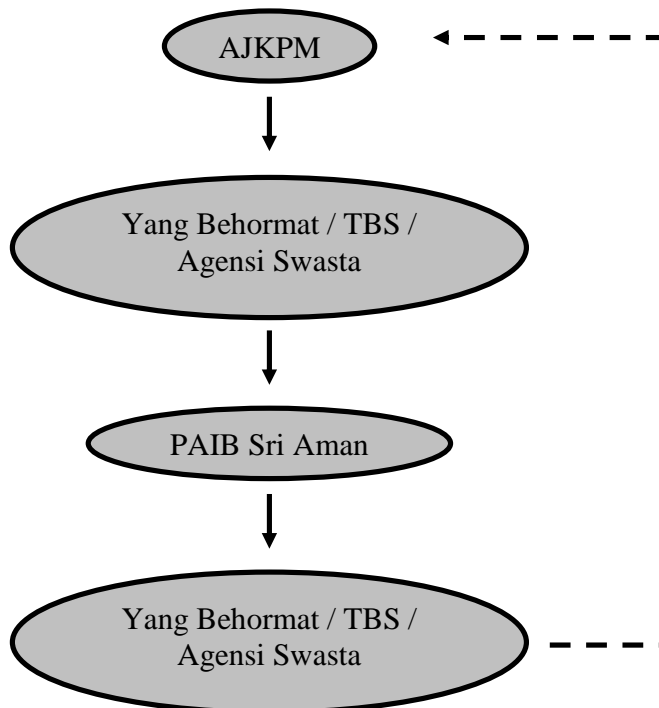 AJKPM
Yang Behormat / TBS /
Agensi Swasta
PAIB Sri Aman
Yang Behormat / TBS /
Agensi Swasta